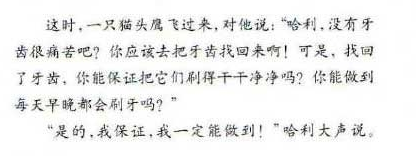 这时,一只猫头鹰飞过来,对他说:“哈利,没有牙
齿很痛苦吧?你应该去把牙齿找回来啊!可是,找回
了牙齿,你能保证把它们刷得干干净净吗?你能做到
每天早晚都会刷牙吗?”
“是的,我保证,我一定能做到!”哈利大声说。